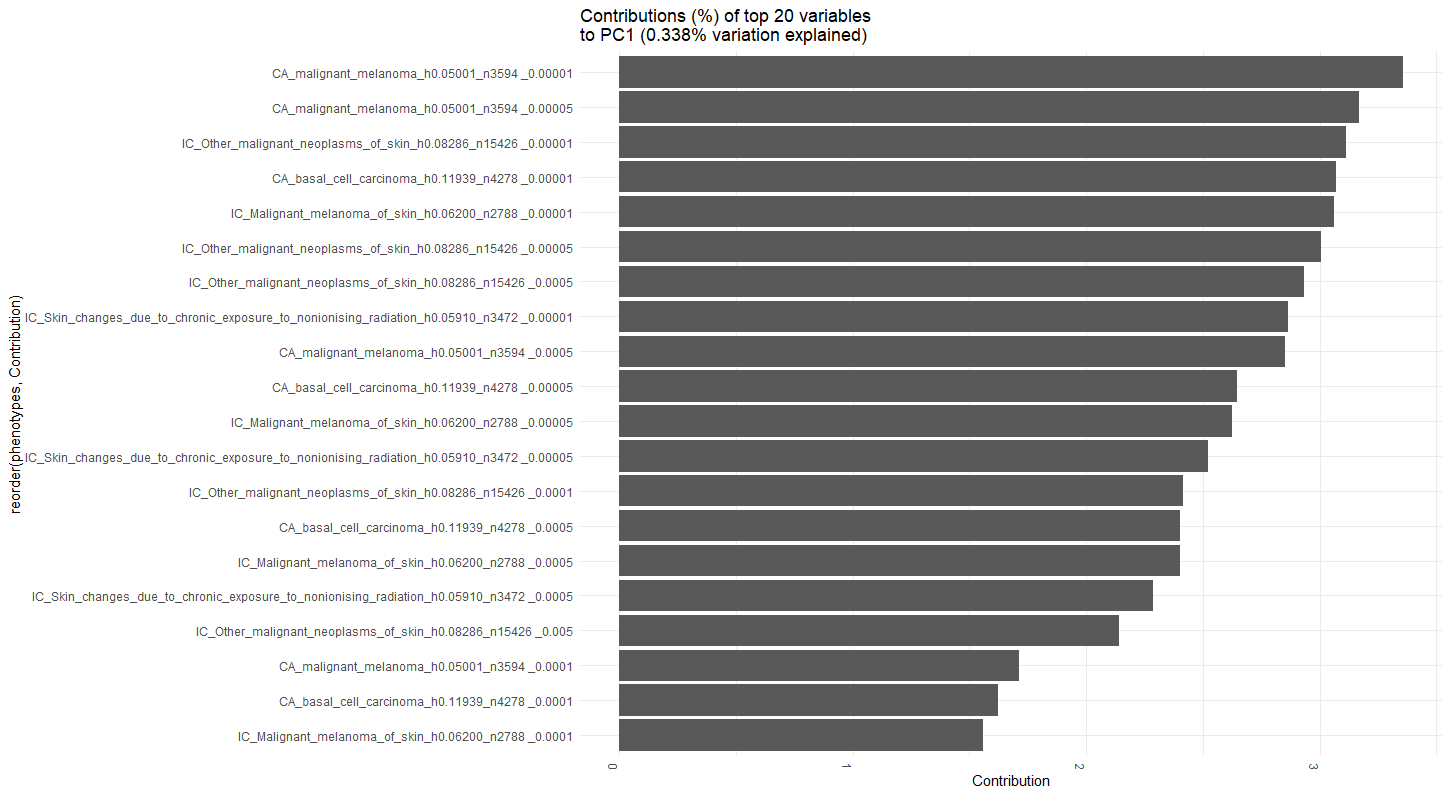 Contributions (%) of top 20 variables
to PC1 (0.338% variation explained)
reorder(phenotypes, Contribution)
CA_malignant_melanoma_h0.05001_n3594 _0.00001
CA_malignant_melanoma_h0.05001_n3594 _0.00005
IC_Other_malignant_neoplasms_of_skin_h0.08286_n15426 _0.00001
CA_basal_cell_carcinoma_h0.11939_n4278 _0.00001
IC_Malignant_melanoma_of_skin_h0.06200_n2788 _0.00001
IC_Other_malignant_neoplasms_of_skin_h0.08286_n15426 _0.00005
IC_Other_malignant_neoplasms_of_skin_h0.08286_n15426 _0.0005
IC_Skin_changes_due_to_chronic_exposure_to_nonionising_radiation_h0.05910_n3472 _0.00001
CA_malignant_melanoma_h0.05001_n3594 _0.0005
CA_basal_cell_carcinoma_h0.11939_n4278 _0.00005
IC_Malignant_melanoma_of_skin_h0.06200_n2788 _0.00005
IC_Skin_changes_due_to_chronic_exposure_to_nonionising_radiation_h0.05910_n3472 _0.00005
IC_Other_malignant_neoplasms_of_skin_h0.08286_n15426 _0.0001
CA_basal_cell_carcinoma_h0.11939_n4278 _0.0005
IC_Malignant_melanoma_of_skin_h0.06200_n2788 _0.0005
IC_Skin_changes_due_to_chronic_exposure_to_nonionising_radiation_h0.05910_n3472 _0.0005
IC_Other_malignant_neoplasms_of_skin_h0.08286_n15426 _0.005
CA_malignant_melanoma_h0.05001_n3594 _0.0001
CA_basal_cell_carcinoma_h0.11939_n4278 _0.0001
IC_Malignant_melanoma_of_skin_h0.06200_n2788 _0.0001
0 1 2 3
Contribution